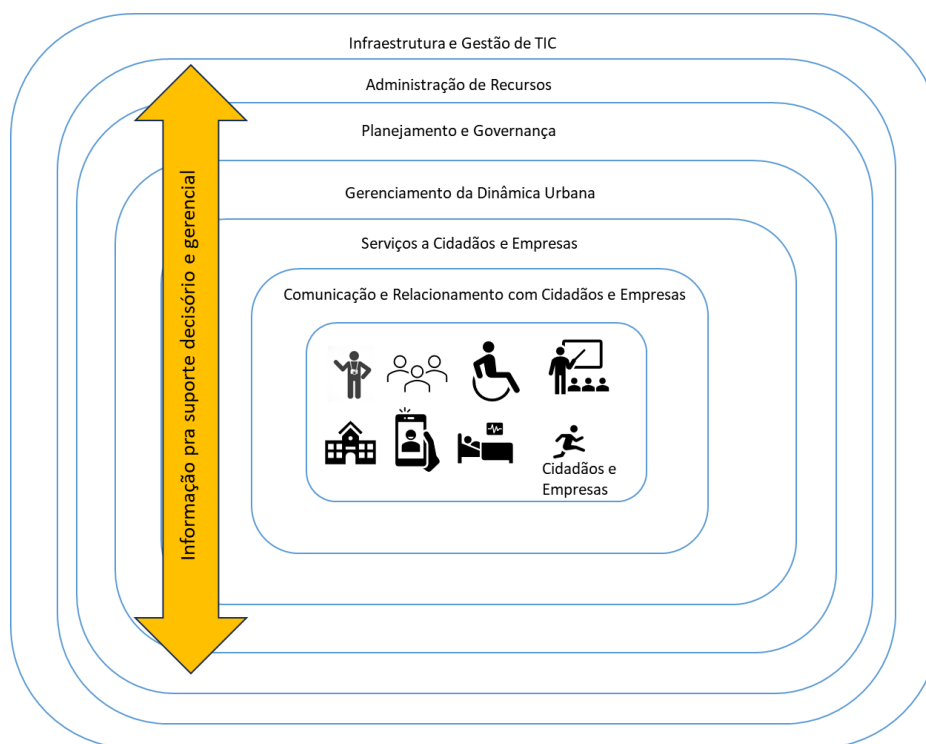 Infraestrutura e Gestão de TIC
Administração de Recursos
Planejamento e Governança
Gerenciamento da Dinâmica Urbana
Serviços a Cidadãos e Empresas
Comunicação e Relacionamento com Cidadãos e Empresas
Cidadãos e
Empresas
Informação pra suporte decisório e gerencial